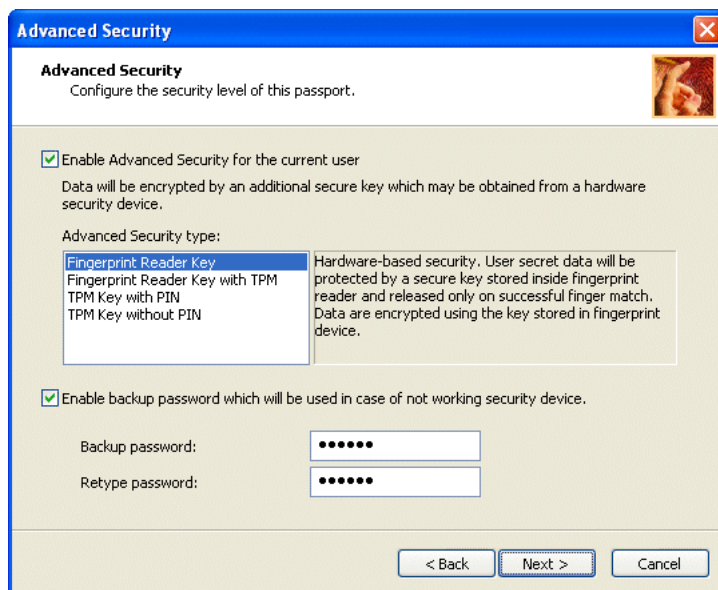 Advanced Security
Advanced Security
Configure the security level of this passport.
Enable Advanced Security for the current user
Data will be encrypted by an additional secure key which may be obtained from a hardware
security device.
Advanced Security type:
Fingerprint Reader Key
Fingerprint Reader Key with TPM
TPM Key with PIN
TPM Key without PIN
Hardware-based security. User secret data will be
protected by a secure key stored inside fingerprint
reader and released only on successful finger match.
Data are encrypted using the key stored in fingerprint
device.
Enable backup password which will be used in case of not working security device.
Backup password: ●●●●●●
Retype password: ●●●●●●
< Back Next > Cancel